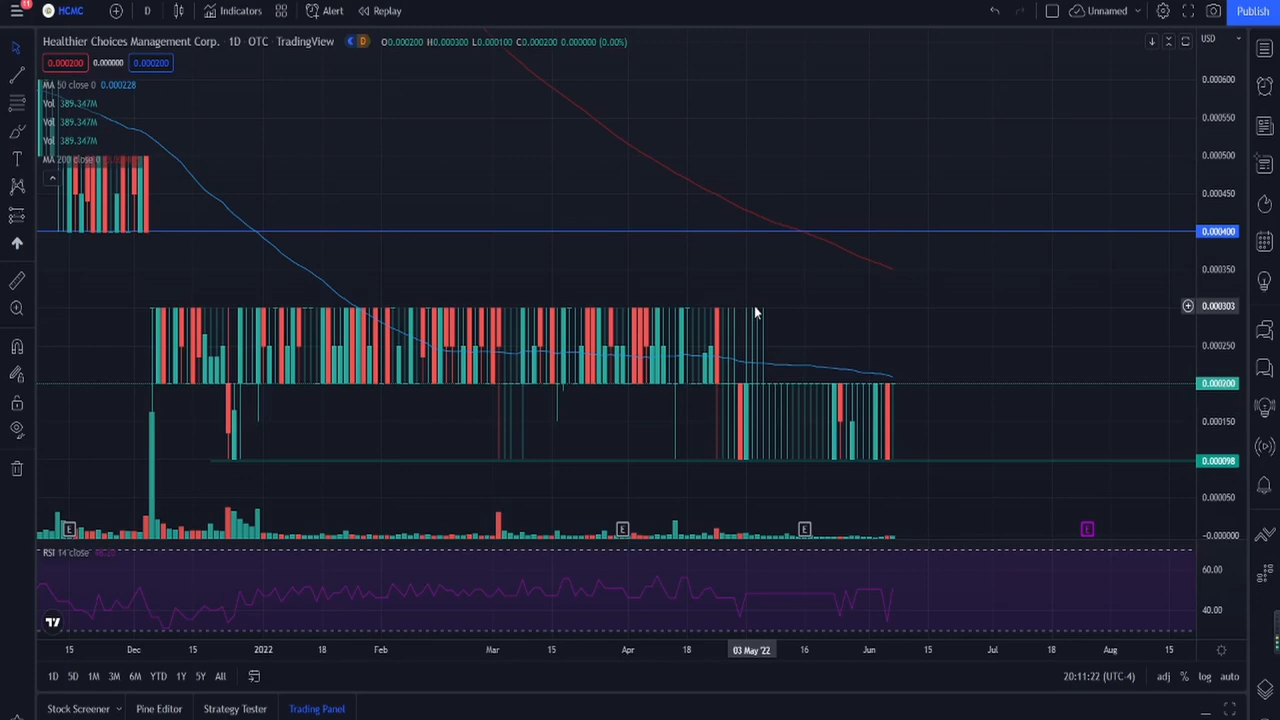 11
HCMC D Indicators Alert Replay Unnamed Publish
Healthier Choices Management Corp. · 1D · OTC · TradingView D O0.000200 H0.000300 L0.000100 C0.000200 0.000000 (0.00%) USD
0.000200 0.000000 0.000200
MA 50 close 0 0.000228
Vol 389.347M
Vol 389.347M
Vol 389.347M
MA 200 close 0
0.000600
0.000550
0.000500
0.000450
0.000400
0.000350
0.000303
0.000250
0.000200
0.000150
0.000098
0.000050
-0.000000
E E E E
RSI 14 close
60.00
40.00
15 Dec 15 2022 18 Feb Mar 15 Apr 18 03 May '22 16 Jun 15 Jul 18 Aug 15
1D 5D 1M 3M 6M YTD 1Y 5Y All 20:11:22 (UTC-4) adj % log auto
Stock Screener Pine Editor Strategy Tester Trading Panel